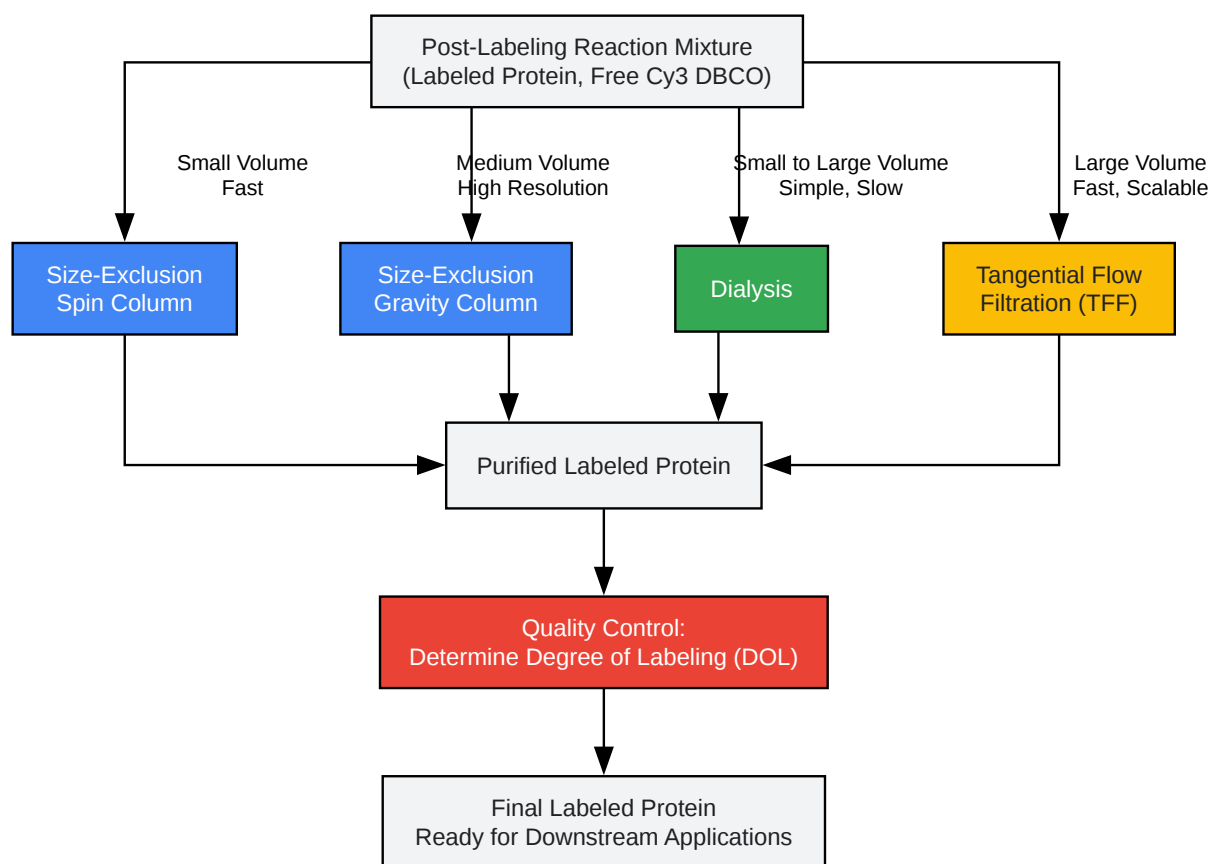 Post-Labeling Reaction Mixture
(Labeled Protein, Free Cy3 DBCO)
Small Volume
Fast
Medium Volume
High Resolution
Small to Large Volume
Simple, Slow
Large Volume
Fast, Scalable
Size-Exclusion
Spin Column
Size-Exclusion
Gravity Column
Dialysis
Tangential Flow
Filtration (TFF)
Purified Labeled Protein
Quality Control:
Determine Degree of Labeling (DOL)
Final Labeled Protein
Ready for Downstream Applications